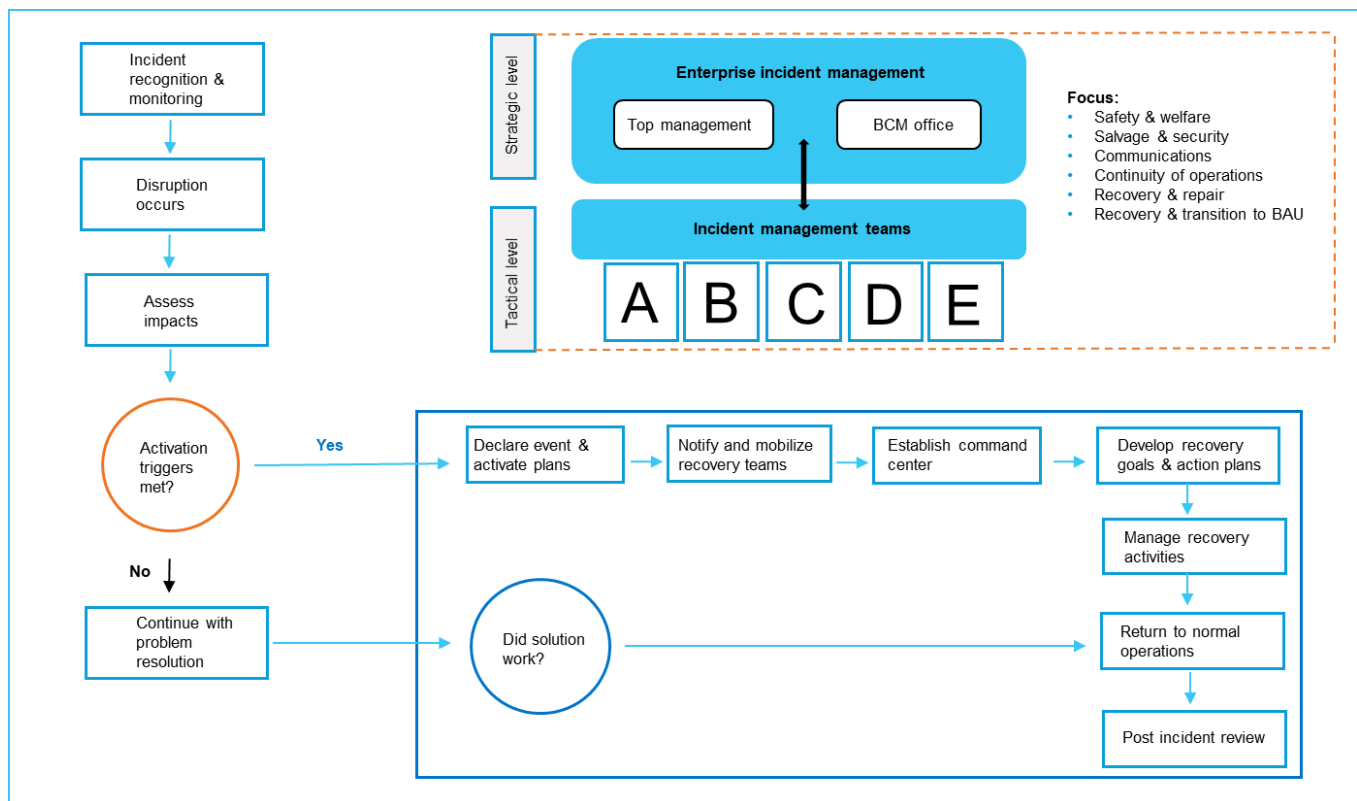 Incident
recognition &
monitoring
Disruption
occurs
Assess
impacts
Activation
triggers
met?
Yes
No
Continue with
problem
resolution
Strategic level
Enterprise incident management
Top management
BCM office
Tactical level
Incident management teams
A B C D E
Focus:
• Safety & welfare
• Salvage & security
• Communications
• Continuity of operations
• Recovery & repair
• Recovery & transition to BAU
Declare event &
activate plans
Notify and mobilize
recovery teams
Establish command
center
Develop recovery
goals & action plans
Manage recovery
activities
Did solution
work?
Return to normal
operations
Post incident review